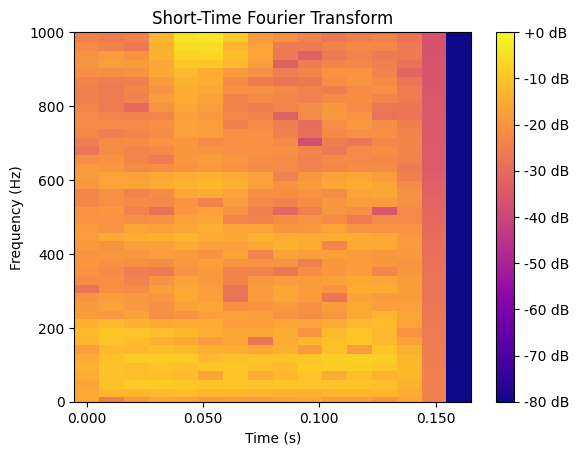 Short-Time Fourier Transform
1000
800
600
400
200
0
Frequency (Hz)
0.000
0.050
0.100
0.150
Time (s)
+0 dB
-10 dB
-20 dB
-30 dB
-40 dB
-50 dB
-60 dB
-70 dB
-80 dB